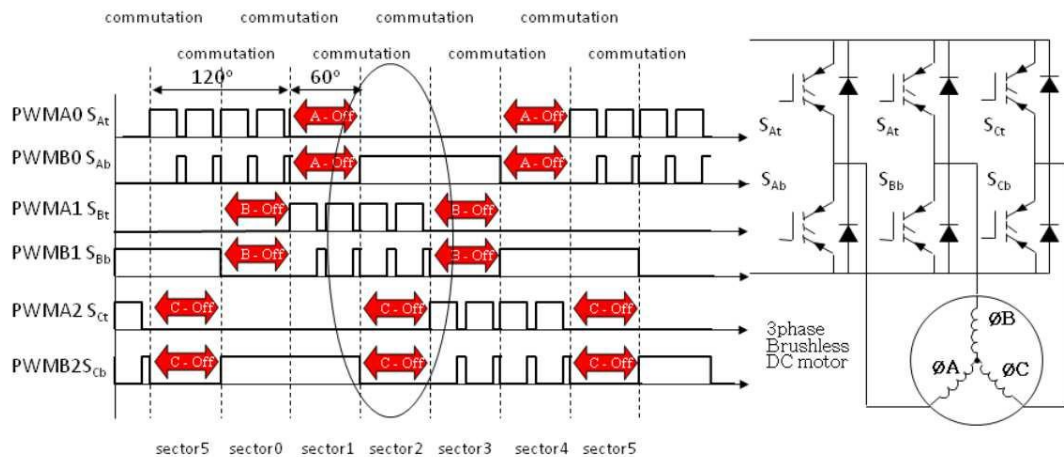 commutation commutation commutation commutation
commutation commutation commutation commutation
120° 60°
PWMA0 SAt A - Off A - Off
PWMB0 SAb A - Off A - Off
PWMA1 SBt B - Off B - Off
PWMB1 SBb B - Off B - Off
PWMA2 SCt C - Off C - Off C - Off
PWMB2SCb C - Off C - Off C - Off
sector5 sector0 sector1 sector2 sector3 sector4 sector5
SAt SAt SCt
SAb SBb SCb
3phase
Brushless
DC motor
ØB
ØA ØC